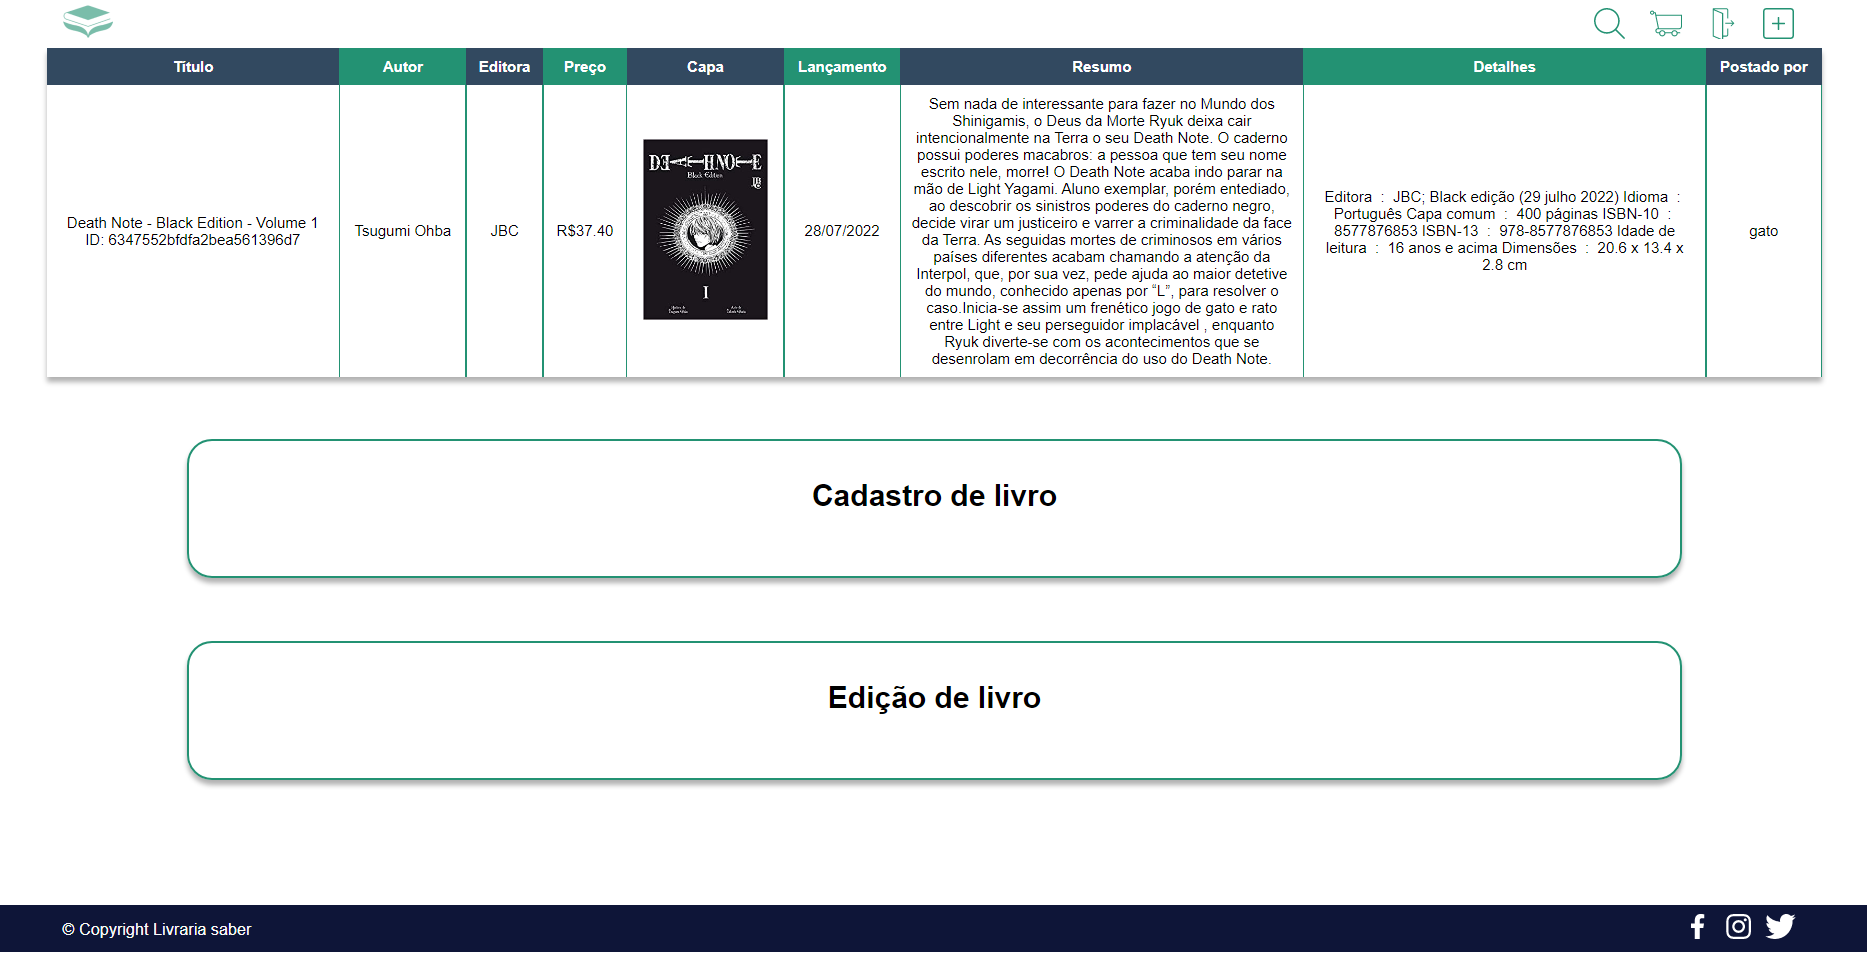 Título Autor Editora Preço Capa Lançamento Resumo Detalhes Postado por
Death Note - Black Edition - Volume 1
ID: 6347552bfdfa2bea561396d7
Tsugumi Ohba
JBC
R$37.40
DEATH NOTE
Black Edition
JBC
I
28/07/2022
Sem nada de interessante para fazer no Mundo dos
Shinigamis, o Deus da Morte Ryuk deixa cair
intencionalmente na Terra o seu Death Note. O caderno
possui poderes macabros: a pessoa que tem seu nome
escrito nele, morre! O Death Note acaba indo parar na
mão de Light Yagami. Aluno exemplar, porém entediado,
ao descobrir os sinistros poderes do caderno negro,
decide virar um justiceiro e varrer a criminalidade da face
da Terra. As seguidas mortes de criminosos em vários
países diferentes acabam chamando a atenção da
Interpol, que, por sua vez, pede ajuda ao maior detetive
do mundo, conhecido apenas por “L”, para resolver o
caso.Inicia-se assim um frenético jogo de gato e rato
entre Light e seu perseguidor implacável , enquanto
Ryuk diverte-se com os acontecimentos que se
desenrolam em decorrência do uso do Death Note.
Editora : JBC; Black edição (29 julho 2022) Idioma :
Português Capa comum : 400 páginas ISBN-10 :
8577876853 ISBN-13 : 978-8577876853 Idade de
leitura : 16 anos e acima Dimensões : 20.6 x 13.4 x
2.8 cm
gato
Cadastro de livro
Edição de livro
© Copyright Livraria saber